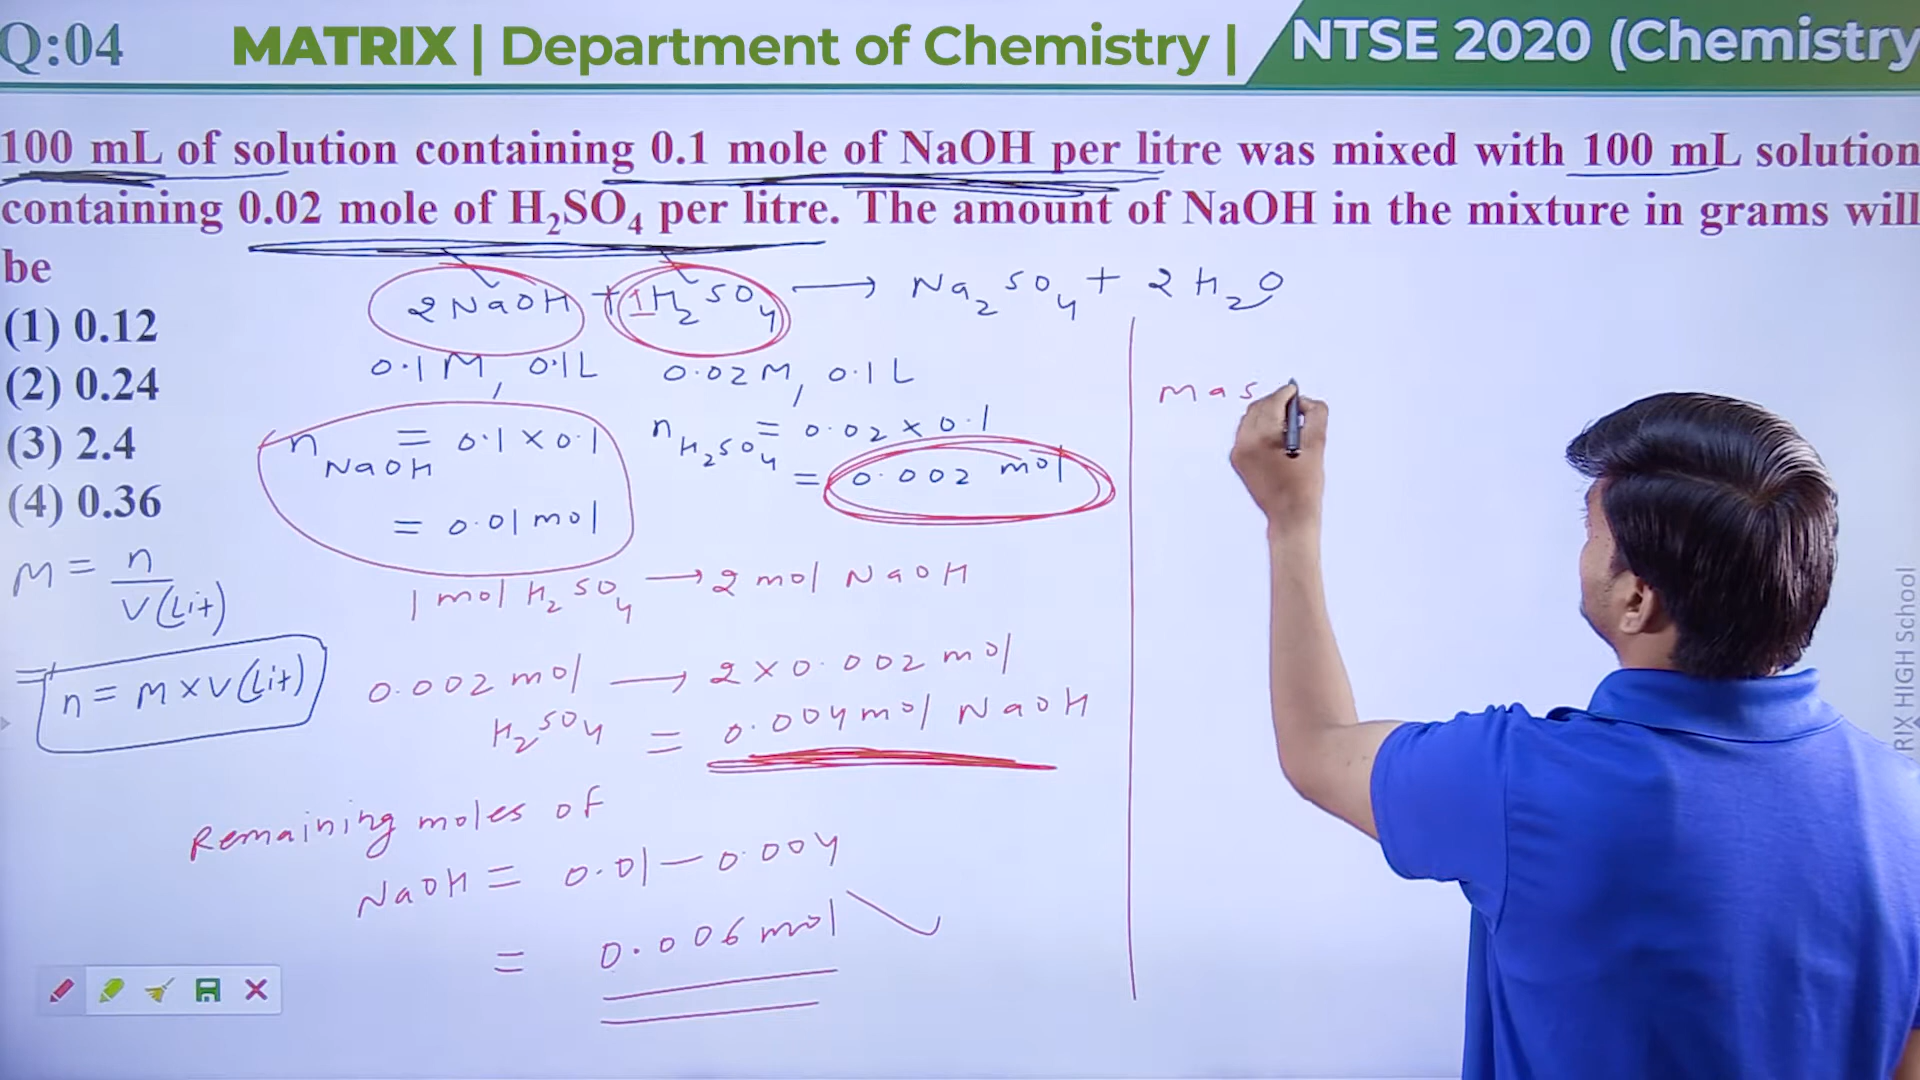 Q:04
MATRIX | Department of Chemistry |
NTSE 2020 (Chemistry
100 mL of solution containing 0.1 mole of NaOH per litre was mixed with 100 mL solution
containing 0.02 mole of H₂SO₄ per litre. The amount of NaOH in the mixture in grams will
be
(1) 0.12
(2) 0.24
(3) 2.4
(4) 0.36
M = n / V(Lit)
=> n = M × V(Lit)
2NaOH + 1H₂SO₄ → Na₂SO₄ + 2H₂O
0.1M, 0.1L
0.02M, 0.1L
n NaOH = 0.1 × 0.1
= 0.01 mol
n H₂SO₄ = 0.02 × 0.1
= 0.002 mol
1 mol H₂SO₄ → 2 mol NaOH
0.002 mol → 2 × 0.002 mol
H₂SO₄ = 0.004 mol NaOH
Remaining moles of
NaOH = 0.01 − 0.004
= 0.006 mol
mas
RIX HIGH School